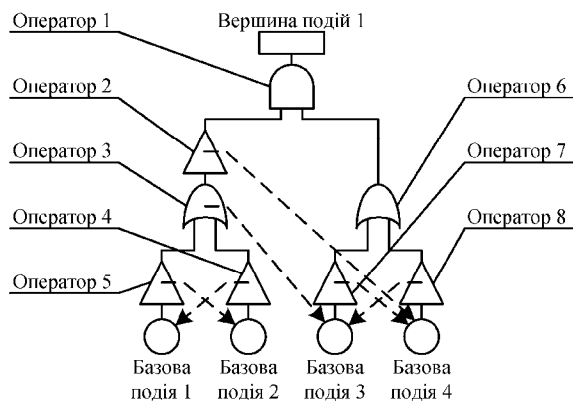 Оператор 1
Вершина подій 1
Оператор 2
Оператор 6
Оператор 3
Оператор 7
Оператор 4
Оператор 8
Оператор 5
Базова подія 1
Базова подія 2
Базова подія 3
Базова подія 4